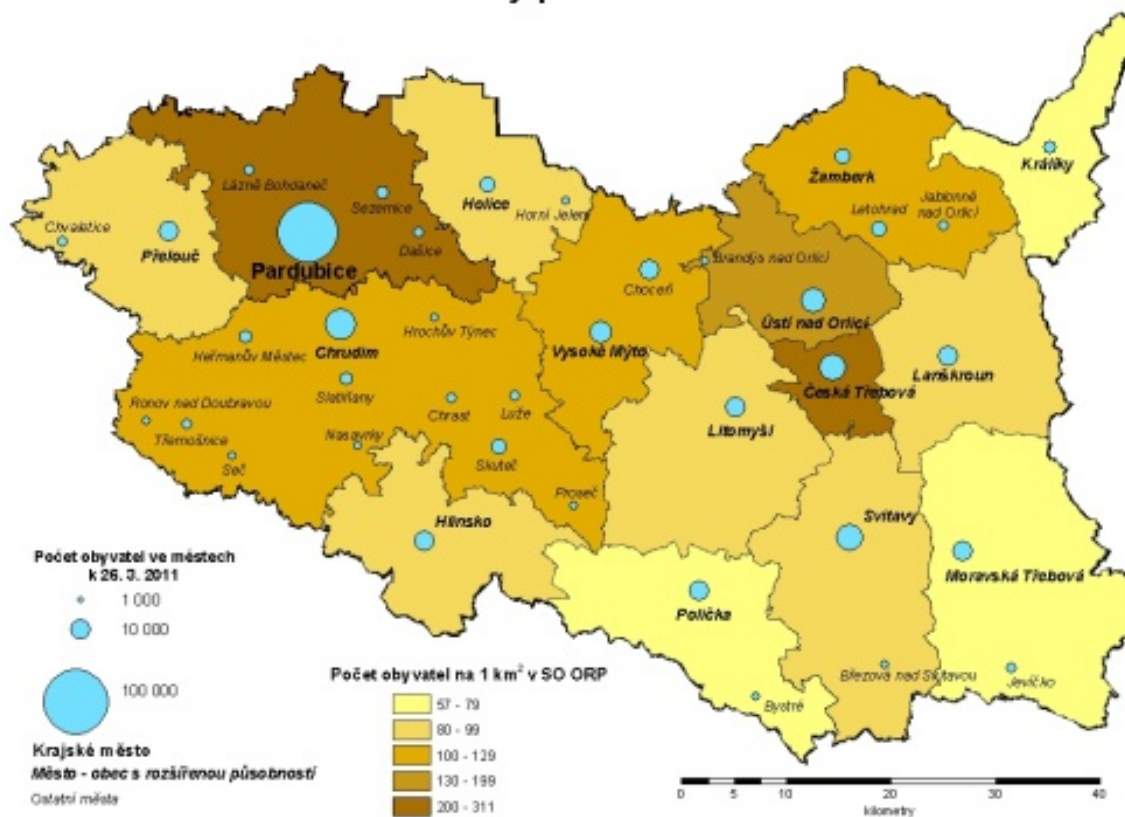 Králíky
Žamberk
Lázně Bohdaneč
Sezemice
Holice
Horní Jelení
Letohrad
Jablonné
nad Orlicí
Chvaletice
Přelouč
Dašice
Pardubice
Brandýs nad Orlicí
Choceň
Ústí nad Orlicí
Hrochův Týnec
Heřmanův Městec
Chrudim
Vysoké Mýto
Lanškroun
Česká Třebová
Slatiňany
Ronov nad Doubravou
Chrast
Luže
Litomyšl
Třemošnice
Nasavrky
Seč
Skuteč
Proseč
Hlinsko
Svitavy
Moravská Třebová
Polička
Březová nad Svitavou
Jevíčko
Bystré
Počet obyvatel ve městech
k 26. 3. 2011
1 000
10 000
100 000
Krajské město
Město - obec s rozšířenou působností
Ostatní města
Počet obyvatel na 1 km² v SO ORP
57 - 79
80 - 99
100 - 129
130 - 199
200 - 311
0 5 10 20 30 40
kilometry